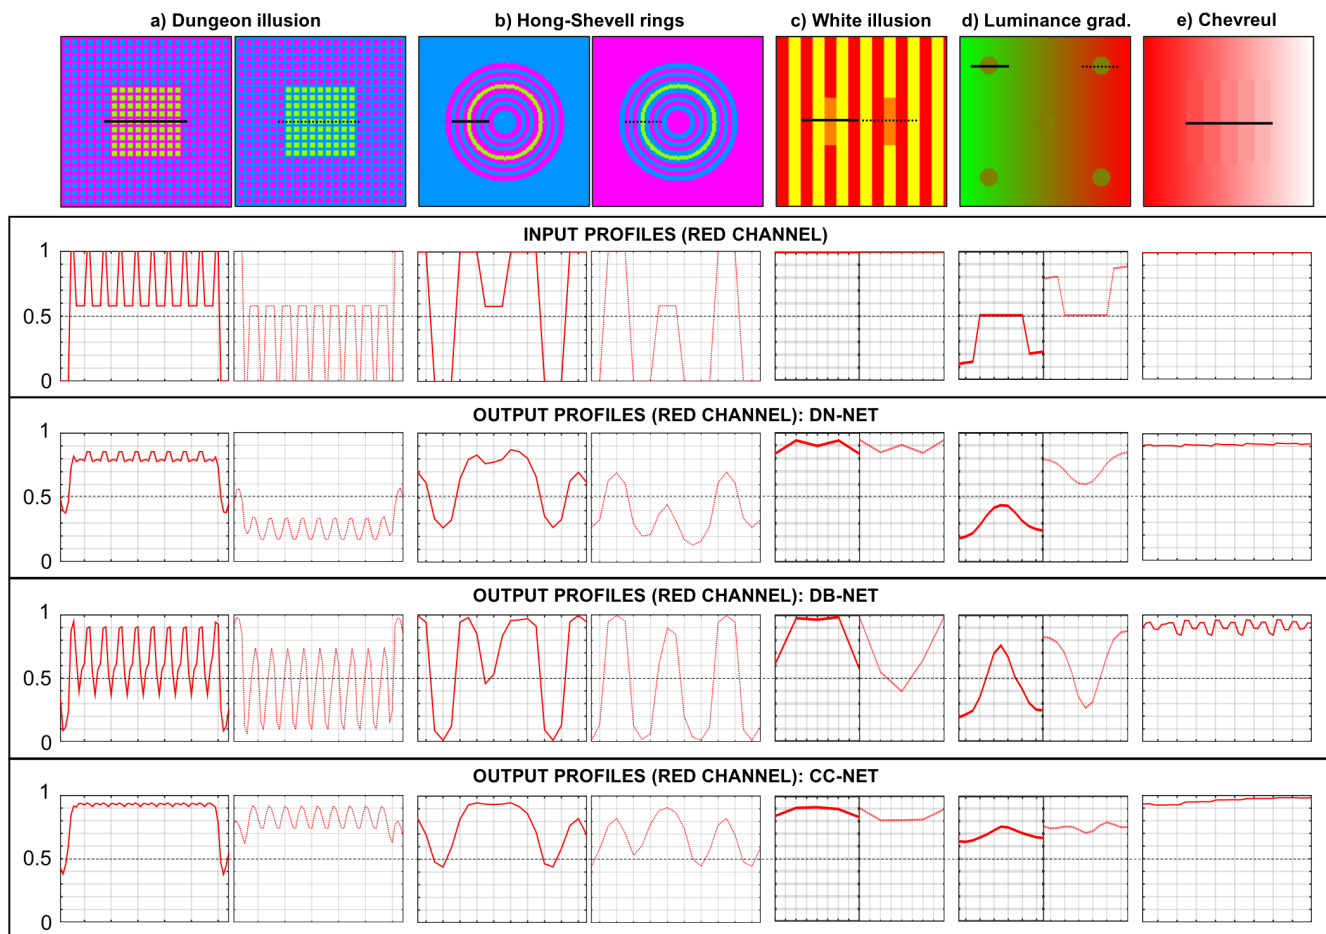 a) Dungeon illusion
b) Hong-Shevell rings
c) White illusion
d) Luminance grad.
e) Chevreul
INPUT PROFILES (RED CHANNEL)
1
0.5
0
OUTPUT PROFILES (RED CHANNEL): DN-NET
1
0.5
0
OUTPUT PROFILES (RED CHANNEL): DB-NET
1
0.5
0
OUTPUT PROFILES (RED CHANNEL): CC-NET
1
0.5
0